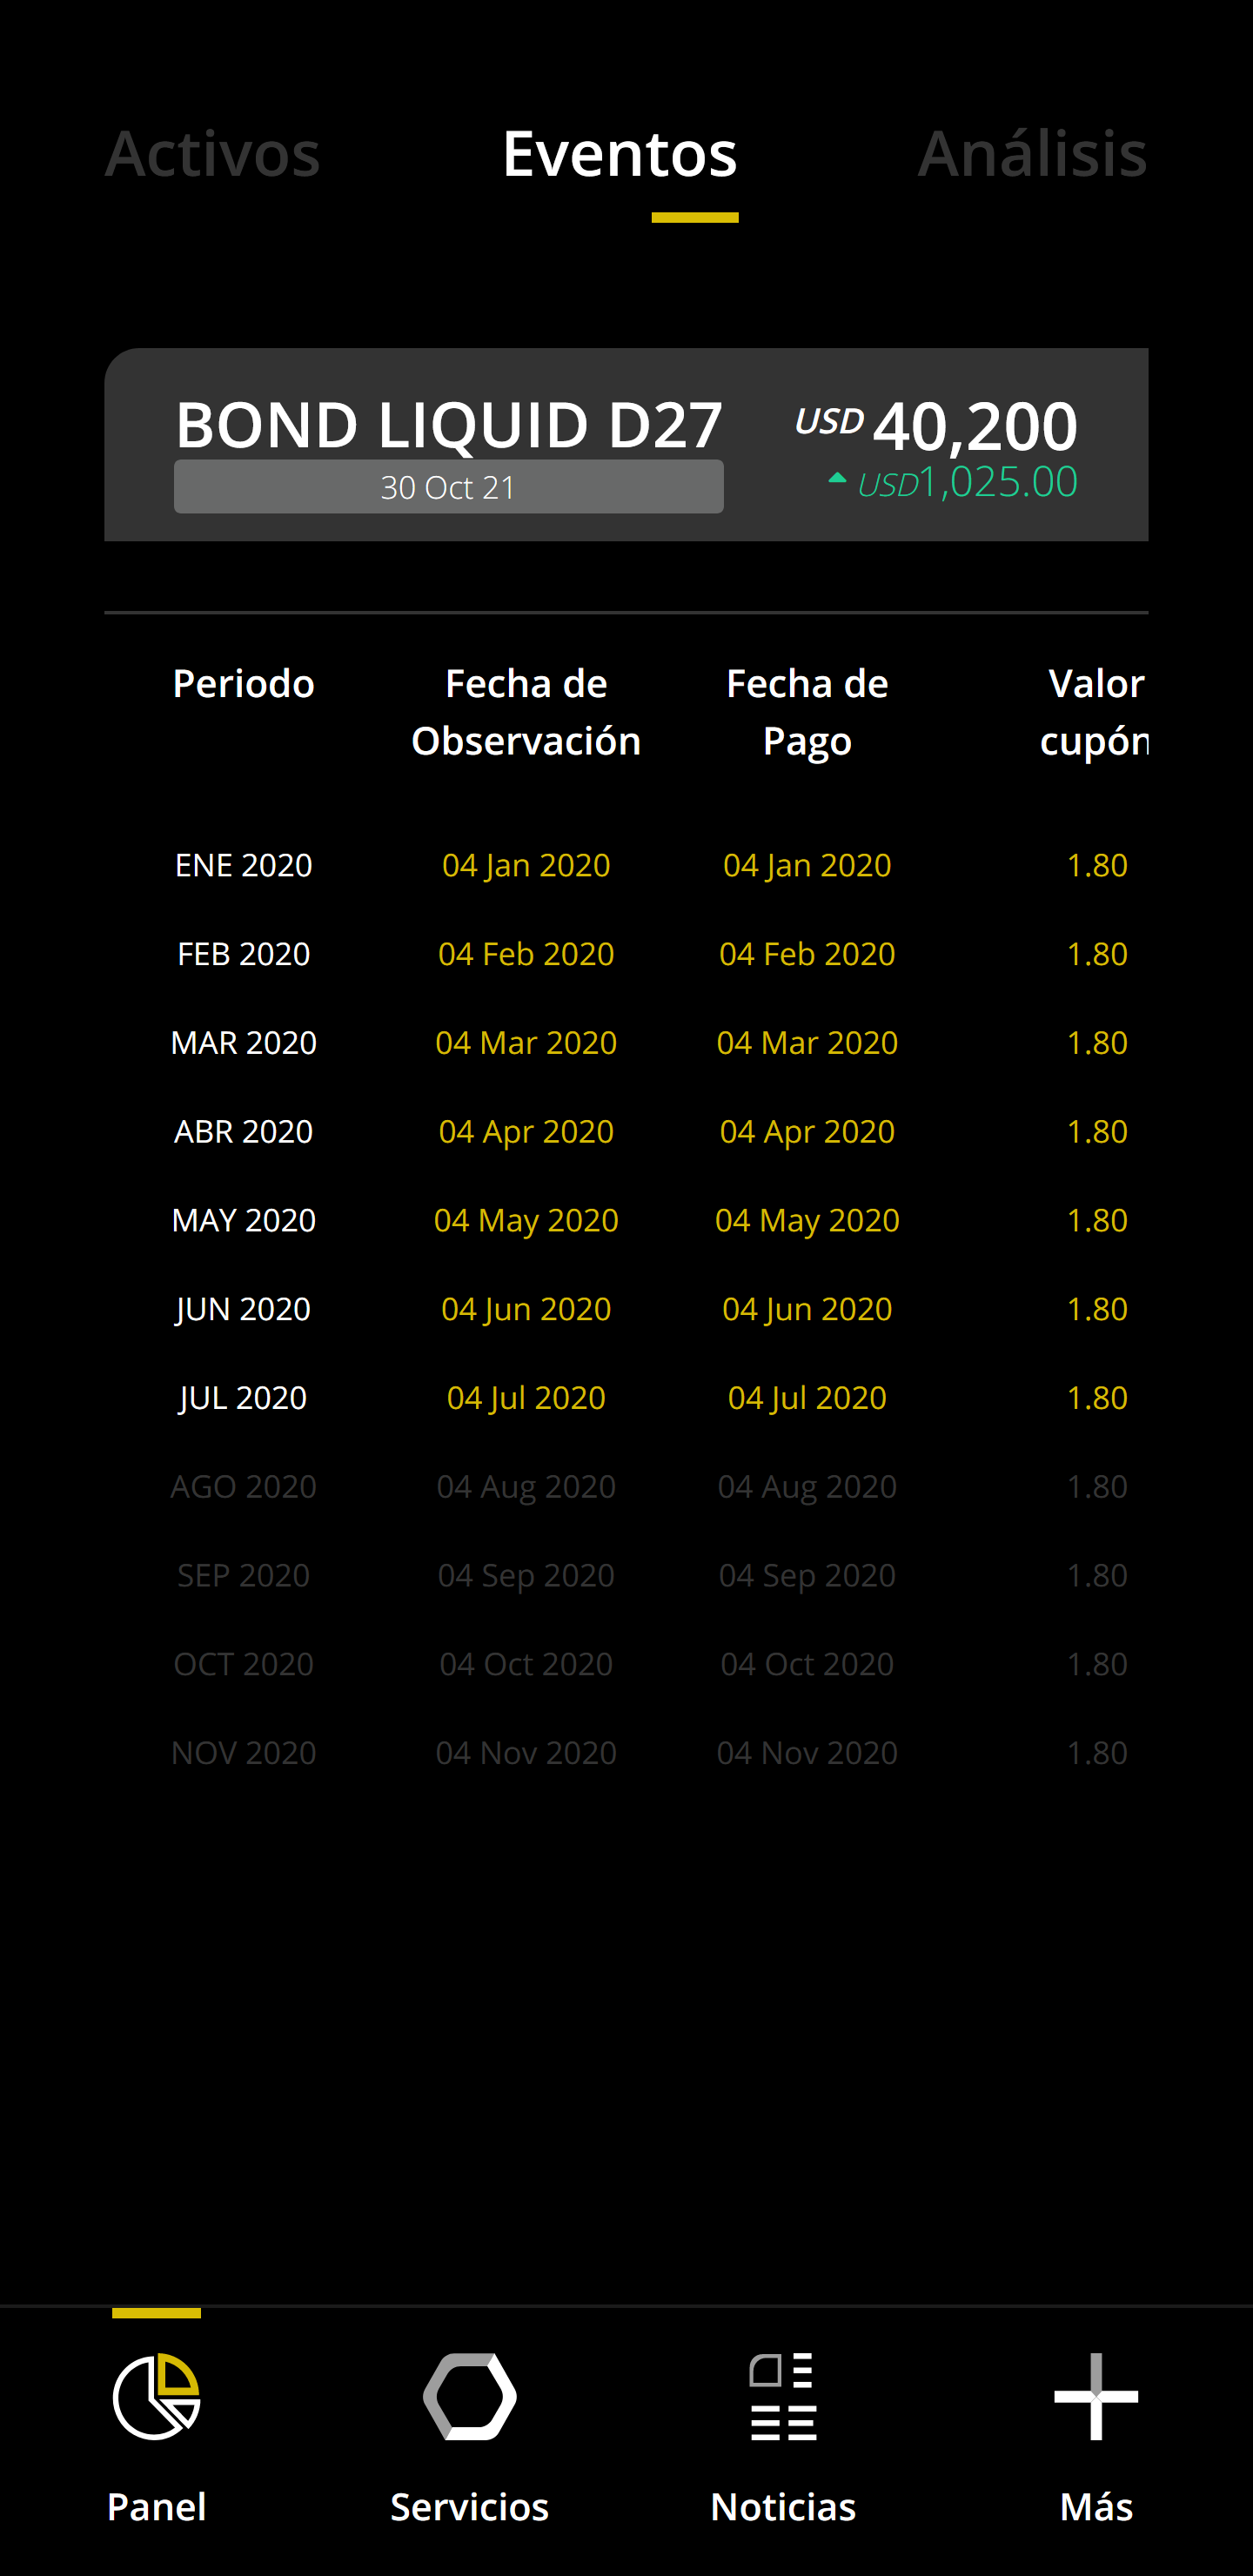 Activos Eventos Análisis
BOND LIQUID D27 USD 40,200
30 Oct 21 USD1,025.00
Periodo Fecha de Fecha de Valor
Observación Pago cupón
ENE 2020 04 Jan 2020 04 Jan 2020 1.80
FEB 2020 04 Feb 2020 04 Feb 2020 1.80
MAR 2020 04 Mar 2020 04 Mar 2020 1.80
ABR 2020 04 Apr 2020 04 Apr 2020 1.80
MAY 2020 04 May 2020 04 May 2020 1.80
JUN 2020 04 Jun 2020 04 Jun 2020 1.80
JUL 2020 04 Jul 2020 04 Jul 2020 1.80
AGO 2020 04 Aug 2020 04 Aug 2020 1.80
SEP 2020 04 Sep 2020 04 Sep 2020 1.80
OCT 2020 04 Oct 2020 04 Oct 2020 1.80
NOV 2020 04 Nov 2020 04 Nov 2020 1.80
Panel Servicios Noticias Más